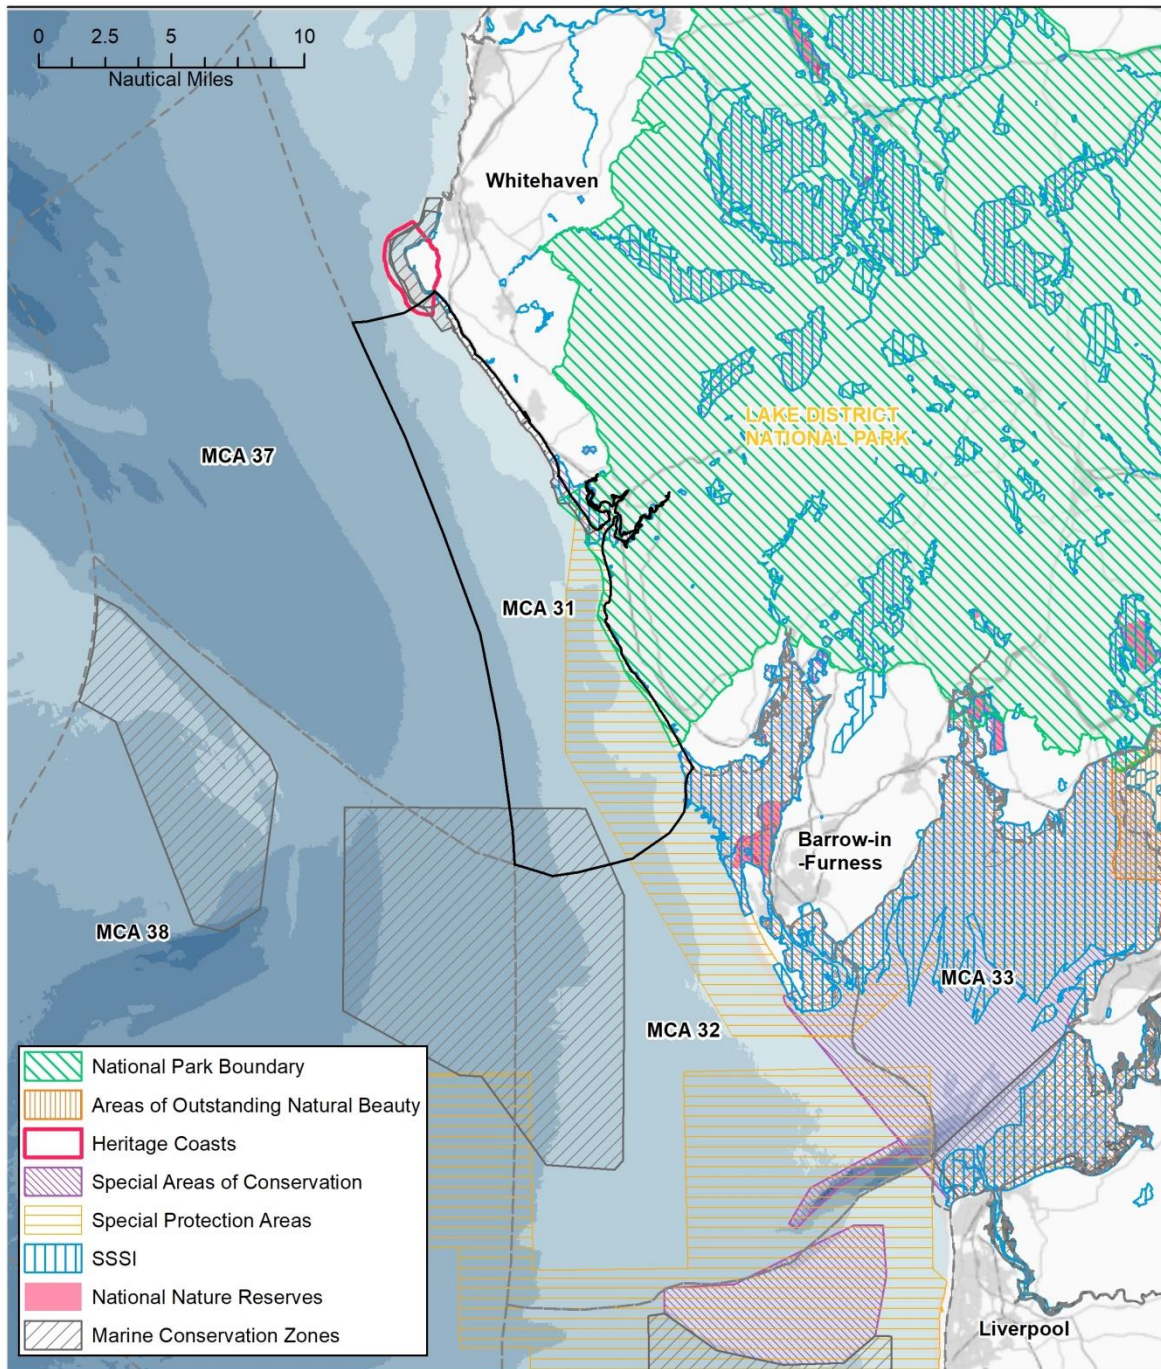 0 2.5 5 10
Nautical Miles
Whitehaven
LAKE DISTRICT
NATIONAL PARK
MCA 37
MCA 31
Barrow-in
-Furness
MCA 38
MCA 33
MCA 32
National Park Boundary
Areas of Outstanding Natural Beauty
Heritage Coasts
Special Areas of Conservation
Special Protection Areas
SSSI
National Nature Reserves
Marine Conservation Zones
Liverpool